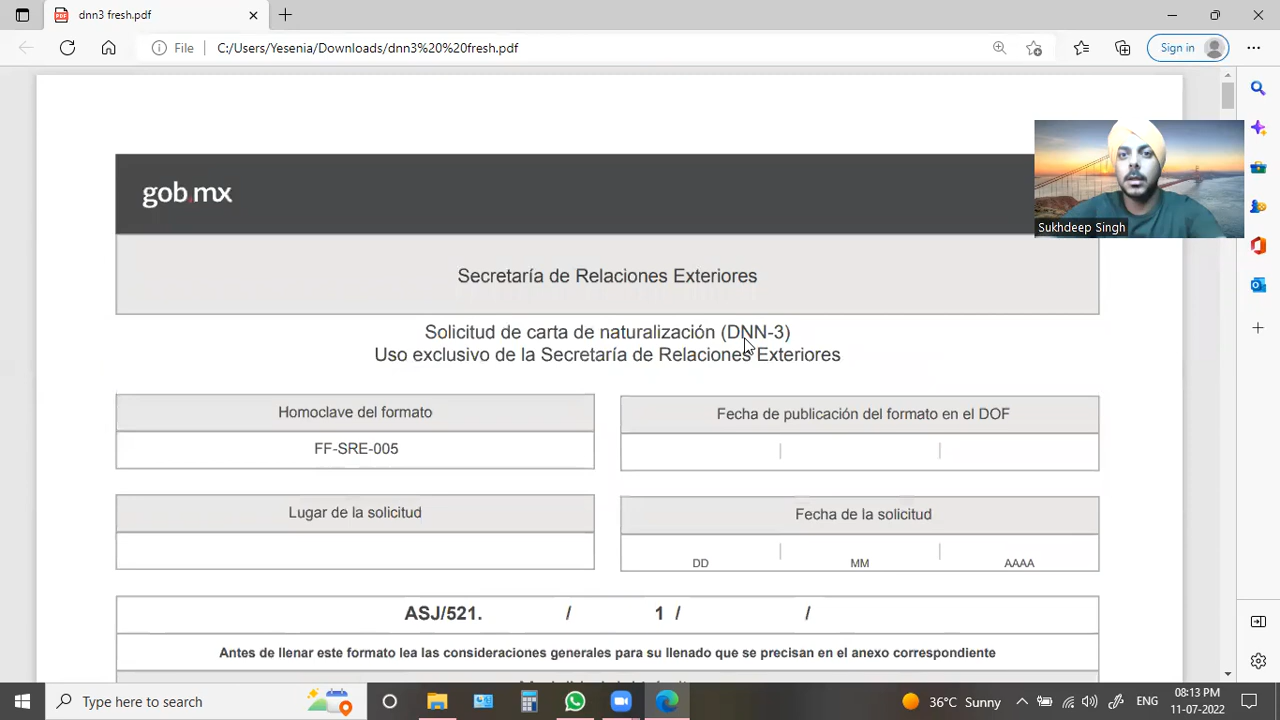 dnn3 fresh.pdf
File
C:/Users/Yesenia/Downloads/dnn3%20%20fresh.pdf
Sign in
gob.mx
Sukhdeep Singh
Secretaría de Relaciones Exteriores
Solicitud de carta de naturalización (DNN-3)
Uso exclusivo de la Secretaría de Relaciones Exteriores
Homoclave del formato
FF-SRE-005
Fecha de publicación del formato en el DOF
Lugar de la solicitud
Fecha de la solicitud
DD MM AAAA
ASJ/521. / 1 / /
Antes de llenar este formato lea las consideraciones generales para su llenado que se precisan en el anexo correspondiente
Type here to search
36°C Sunny
ENG
08:13 PM
11-07-2022